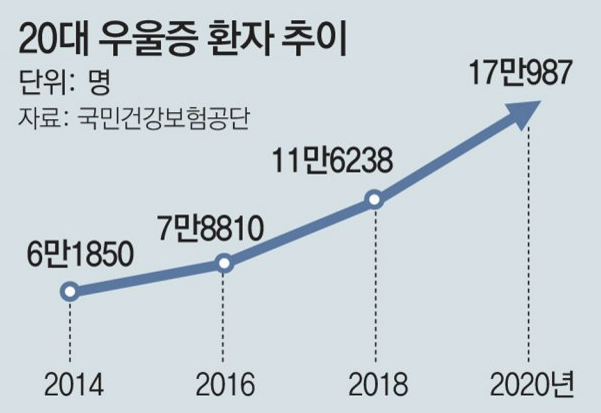 20대 우울증 환자 추이
단위: 명
자료: 국민건강보험공단
17만987
11만6238
7만8810
6만1850
2014
2016
2018
2020년